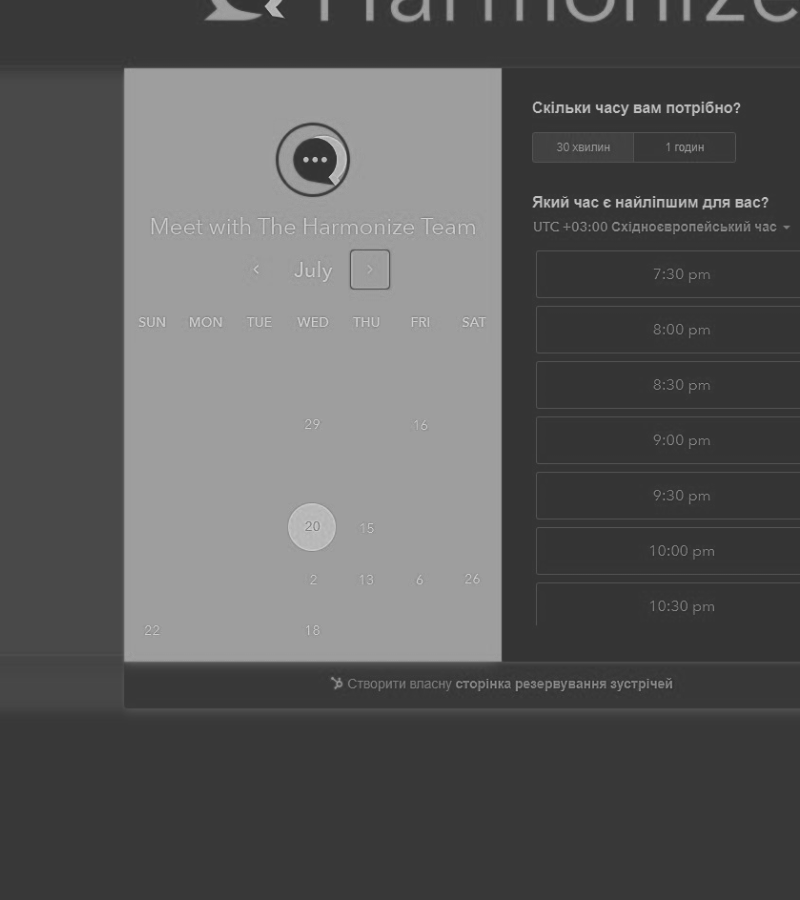 Harmonize
Meet with The Harmonize Team
July
SUN MON TUE WED THU FRI SAT
29 16
20 15
2 13 6 26
22 18
Скільки часу вам потрібно?
30 хвилин 1 годин
Який час є найліпшим для вас?
UTC +03:00 Східноєвропейський час
7:30 pm
8:00 pm
8:30 pm
9:00 pm
9:30 pm
10:00 pm
10:30 pm
Створити власну сторінка резервування зустрічей